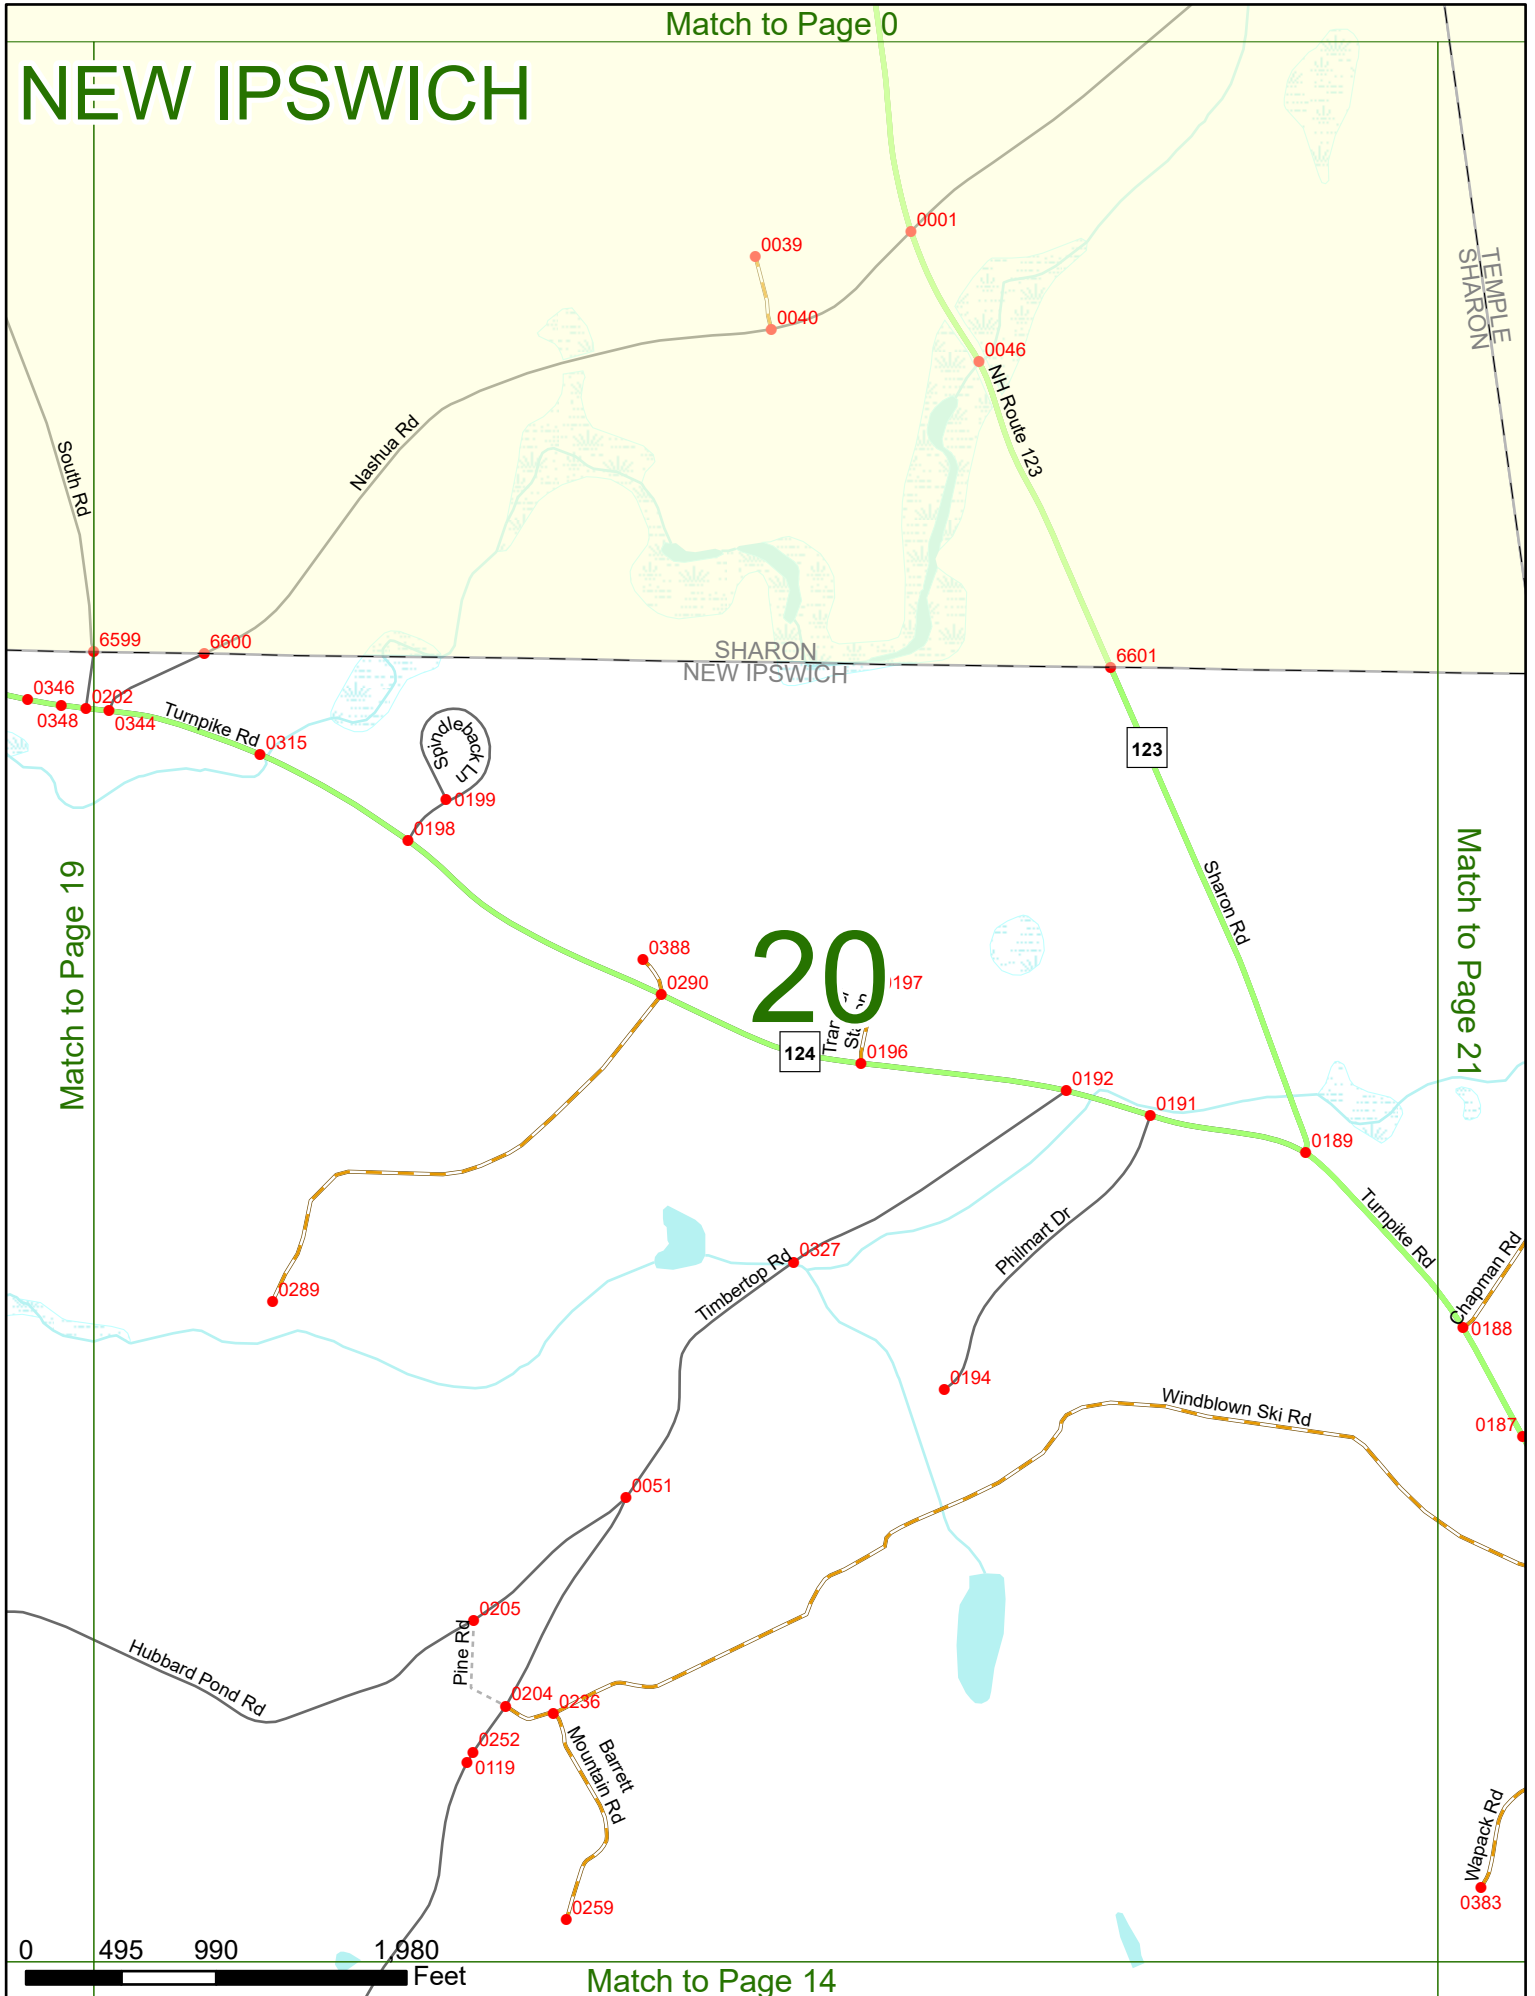 Match to Page 0
NEW IPSWICH
0001
0039
0040
0046
NH Route 123
TEMPLE
SHARON
South Rd
Nashua Rd
6599
6600
SHARON
NEW IPSWICH
6601
0346
0348
0202
0344
Turnpike Rd
0315
Spindleback
Ln
0199
0198
123
Sharon Rd
Match to Page 19
Match to Page 21
0388
0290
20
124
0196
0192
0191
0189
Turnpike Rd
Chapman Rd
0188
0187
0289
Timbertop Rd
0327
Philmart Dr
0194
Windblown Ski Rd
0051
0205
Pine Rd
Hubbard Pond Rd
0204
0236
0252
0119
Barrett
Mountain Rd
0259
Wapack Rd
0383
0 495 990 1,980
Feet
Match to Page 14